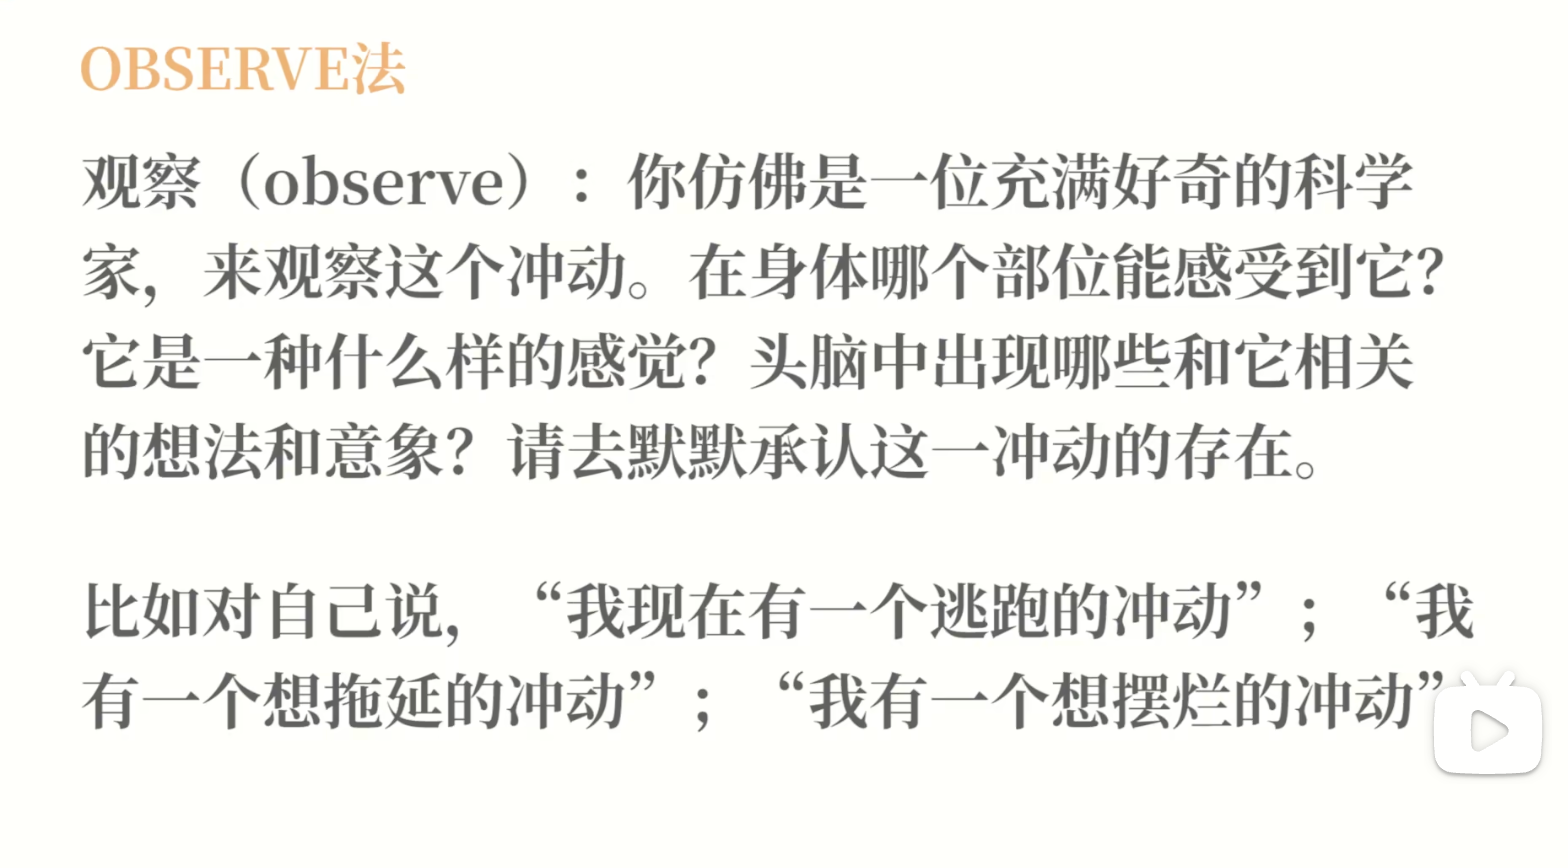 OBSERVE法
观察（observe）：你仿佛是一位充满好奇的科学
家，来观察这个冲动。在身体哪个部位能感受到它？
它是一种什么样的感觉？头脑中出现哪些和它相关
的想法和意象？请去默默承认这一冲动的存在。
比如对自己说，“我现在有一个逃跑的冲动”；“我
有一个想拖延的冲动”；“我有一个想摆烂的冲动”